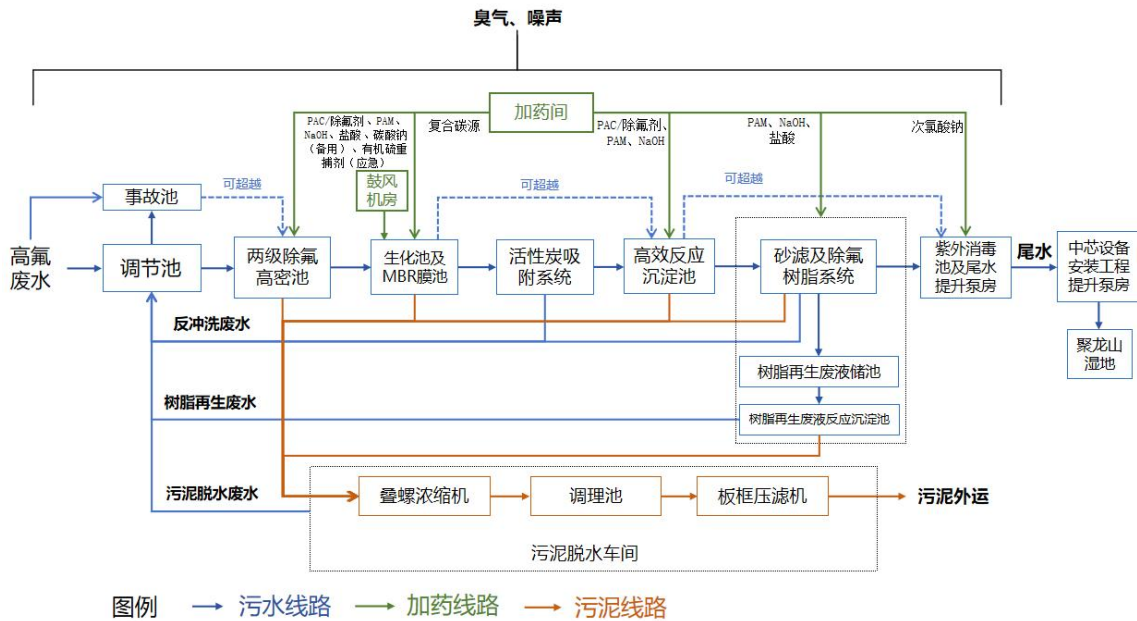 臭气、噪声
加药间
PAC/除氟剂、PAM、
NaOH、盐酸、碳酸钠
（备用）、有机硫重
捕剂（应急）
复合碳源
PAC/除氟剂、
PAM、NaOH
PAM、NaOH、
盐酸
次氯酸钠
鼓风
机房
可超越
可超越
可超越
事故池
高氟
废水
调节池
两级除氟
高密池
生化池及
MBR膜池
活性炭吸
附系统
高效反应
沉淀池
砂滤及除氟
树脂系统
紫外消毒
池及尾水
提升泵房
尾水
中芯设备
安装工程
提升泵房
聚龙山
湿地
反冲洗废水
树脂再生废液储池
树脂再生废水
树脂再生废液反应沉淀池
污泥脱水废水
叠螺浓缩机
调理池
板框压滤机
污泥外运
污泥脱水车间
图例
污水线路
加药线路
污泥线路